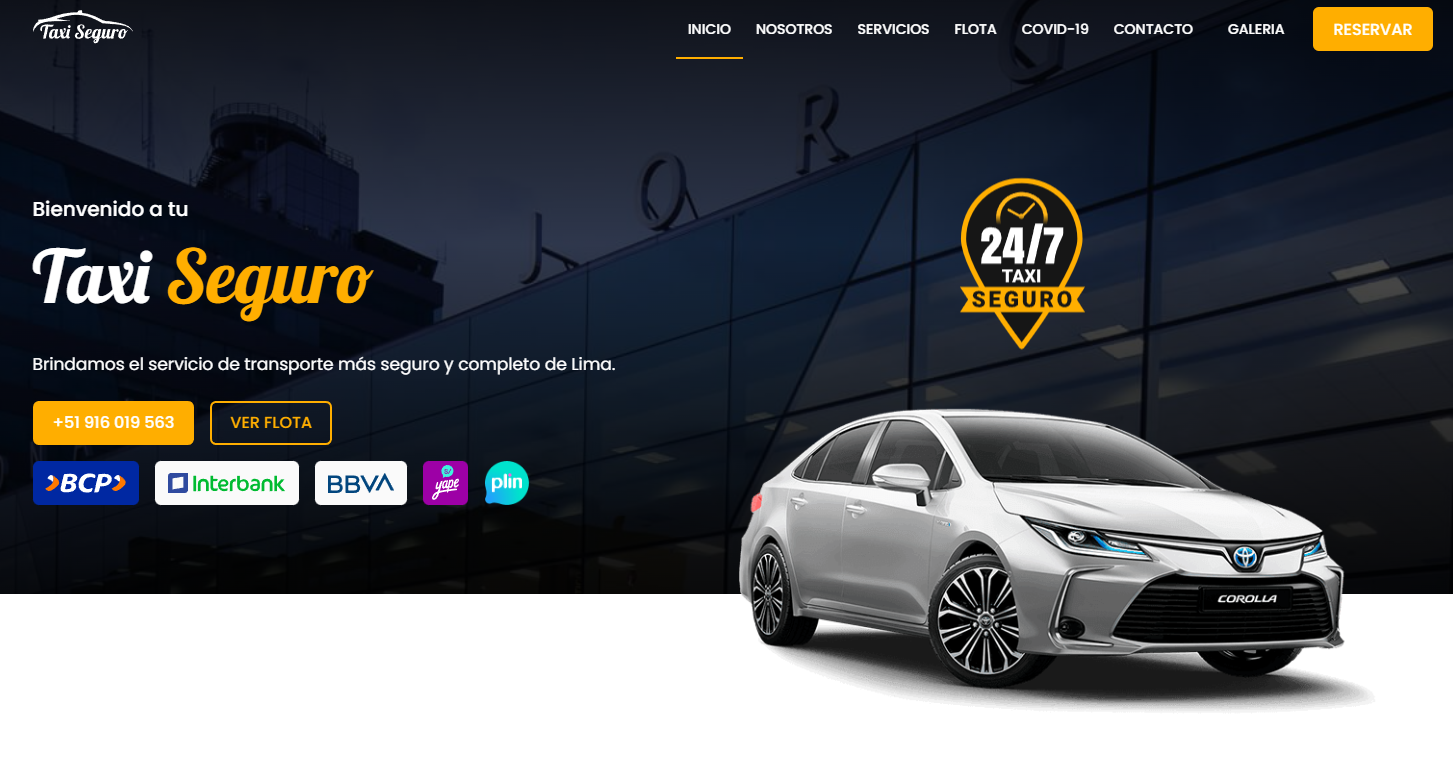 Taxi Seguro
INICIO NOSOTROS SERVICIOS FLOTA COVID-19 CONTACTO GALERIA RESERVAR
J O R G
Bienvenido a tu
Taxi Seguro
24/7
TAXI
SEGURO
Brindamos el servicio de transporte más seguro y completo de Lima.
+51 916 019 563 VER FLOTA
BCP Interbank BBVA S/ yape plin
COROLLA